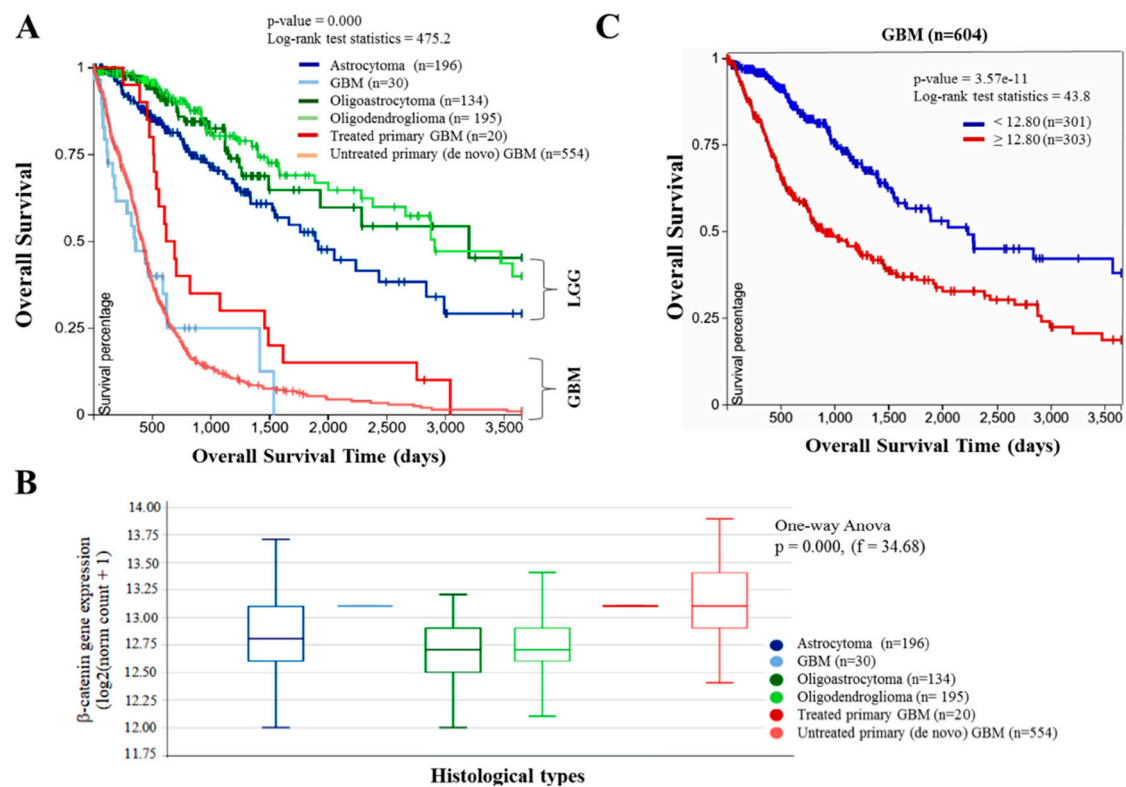 A
p-value = 0.000
Log-rank test statistics = 475.2
Astrocytoma (n=196)
GBM (n=30)
Oligoastrocytoma (n=134)
Oligodendroglioma (n= 195)
Treated primary GBM (n=20)
Untreated primary (de novo) GBM (n=554)
1
0.75
0.5
0.25
0
Overall Survival
Survival percentage
LGG
GBM
500
1,000
1,500
2,000
2,500
3,000
3,500
Overall Survival Time (days)
C
GBM (n=604)
p-value = 3.57e-11
Log-rank test statistics = 43.8
< 12.80 (n=301)
≥ 12.80 (n=303)
1
0.75
0.5
0.25
0
Overall Survival
Survival percentage
500
1,000
1,500
2,000
2,500
3,000
3,500
Overall Survival Time (days)
B
14.00
13.75
13.50
13.25
13.00
12.75
12.50
12.25
12.00
11.75
β-catenin gene expression
(log2(norm count + 1)
One-way Anova
p = 0.000, (f = 34.68)
Astrocytoma (n=196)
GBM (n=30)
Oligoastrocytoma (n=134)
Oligodendroglioma (n= 195)
Treated primary GBM (n=20)
Untreated primary (de novo) GBM (n=554)
Histological types